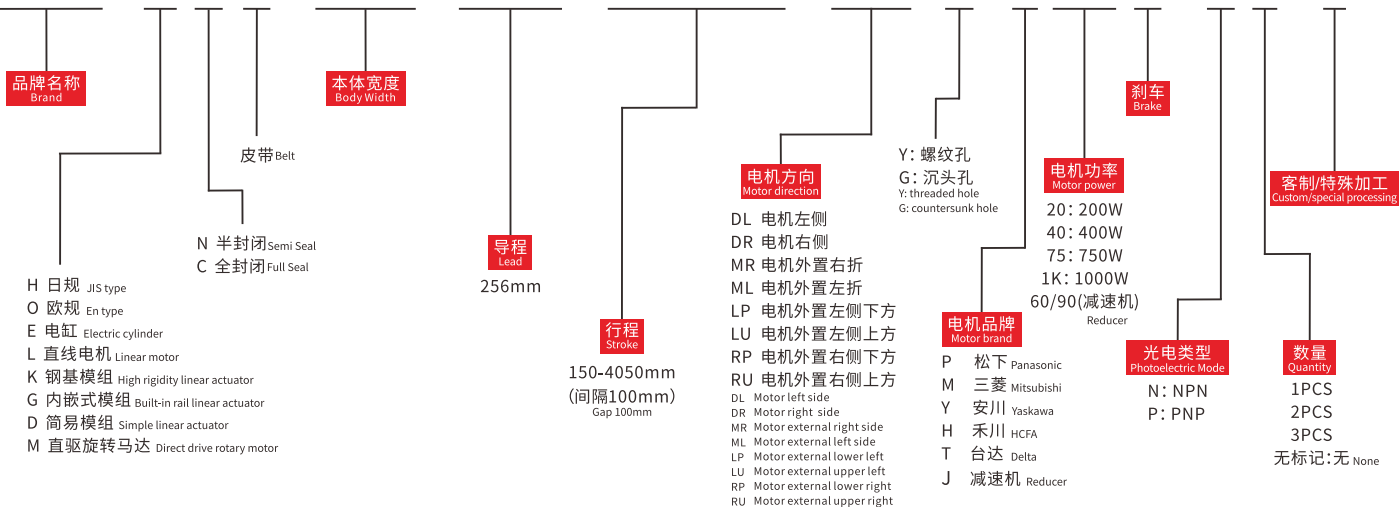 品牌名称
Brand
H 日规 JIS type
O 欧规 En type
E 电缸 Electric cylinder
L 直线电机 Linear motor
K 钢基模组 High rigidity linear actuator
G 内嵌式模组 Built-in rail linear actuator
D 简易模组 Simple linear actuator
M 直驱旋转马达 Direct drive rotary motor
N 半封闭 Semi Seal
C 全封闭 Full Seal
皮带 Belt
本体宽度
Body Width
导程
Lead
256mm
行程
Stroke
150-4050mm
(间隔100mm)
Gap 100mm
电机方向
Motor direction
DL 电机左侧
DR 电机右侧
MR 电机外置右折
ML 电机外置左折
LP 电机外置左侧下方
LU 电机外置左侧上方
RP 电机外置右侧下方
RU 电机外置右侧上方
DL Motor left side
DR Motor right side
MR Motor external right side
ML Motor external left side
LP Motor external lower left
LU Motor external upper left
RP Motor external lower right
RU Motor external upper right
Y: 螺纹孔
G: 沉头孔
Y: threaded hole
G: countersunk hole
电机品牌
Motor brand
P 松下 Panasonic
M 三菱 Mitsubishi
Y 安川 Yaskawa
H 禾川 HCFA
T 台达 Delta
J 减速机 Reducer
电机功率
Motor power
20: 200W
40: 400W
75: 750W
1K: 1000W
60/90(减速机)
Reducer
刹车
Brake
光电类型
Photoelectric Mode
N: NPN
P: PNP
数量
Quantity
1PCS
2PCS
3PCS
无标记:无 None
客制/特殊加工
Custom/special processing